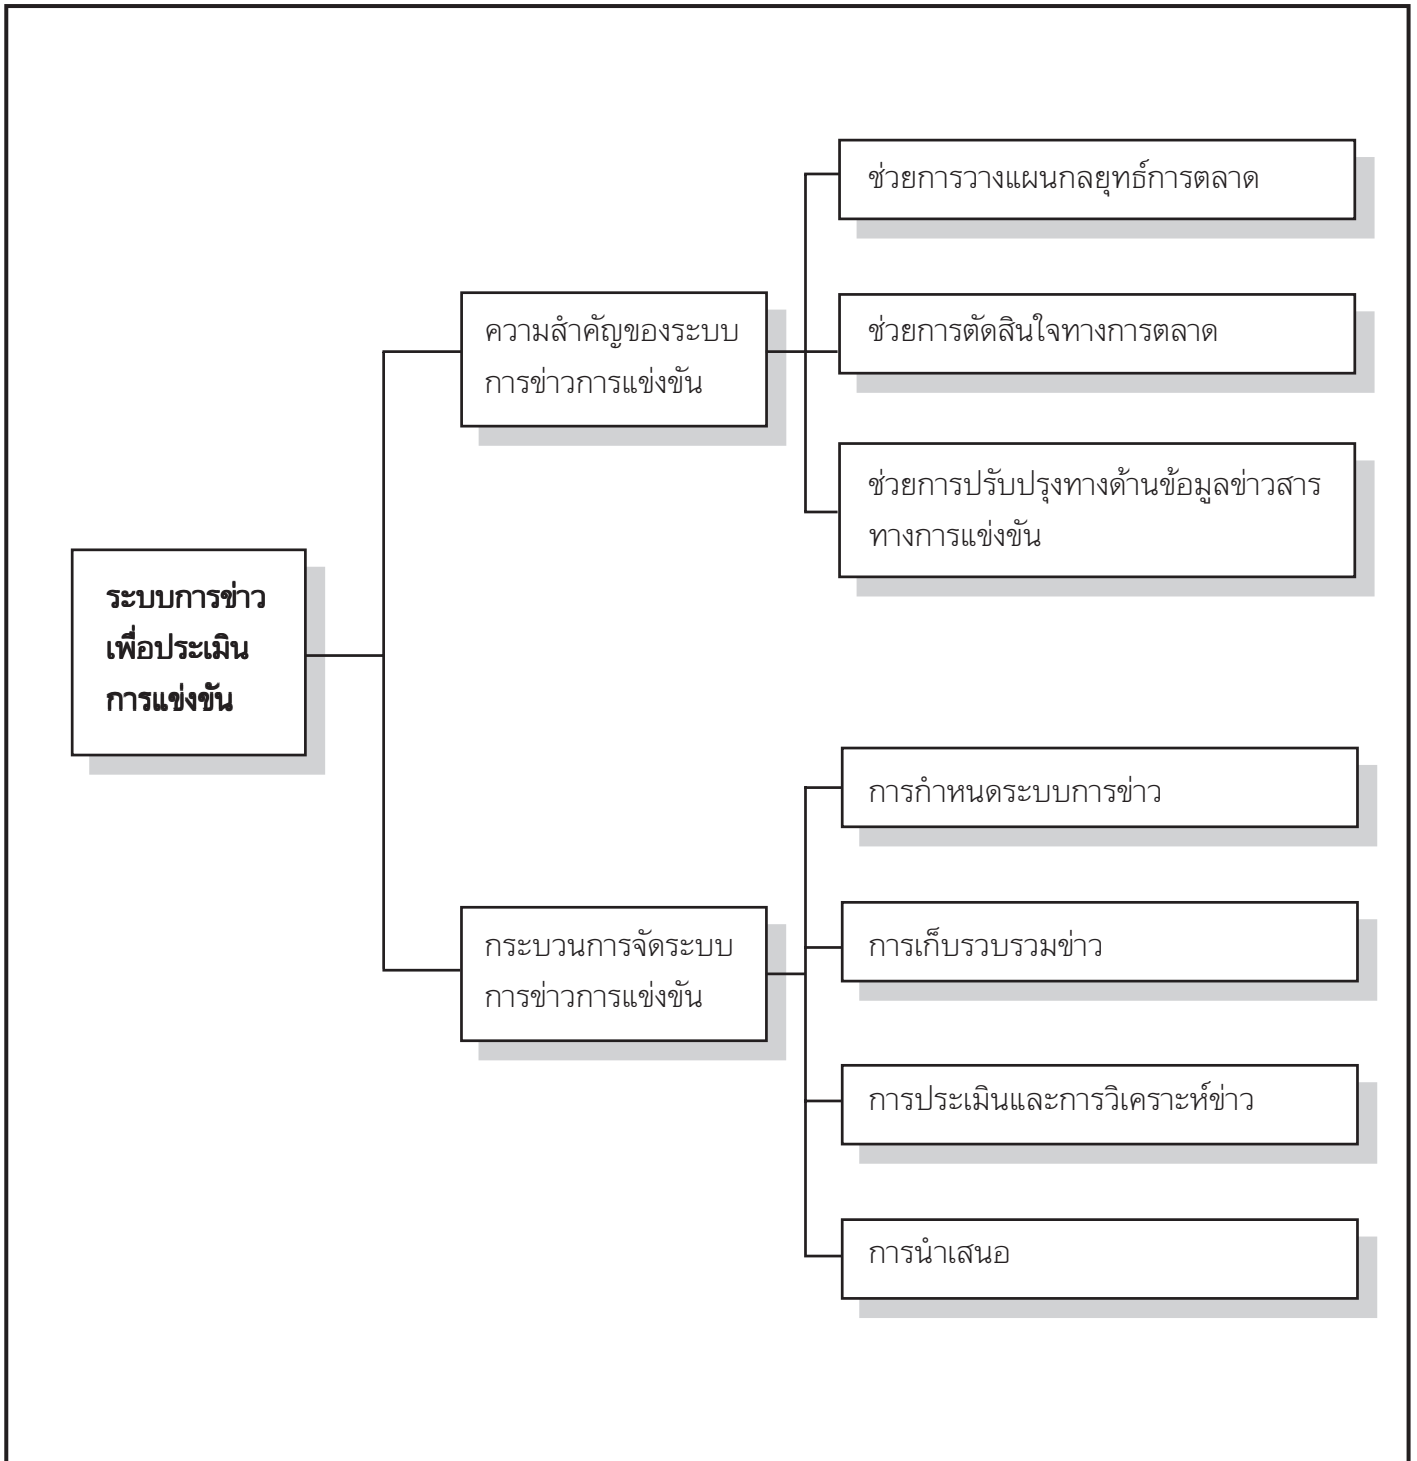 ระบบการข่าว
เพื่อประเมิน
การแข่งขัน
ความสำคัญของระบบ
การข่าวการแข่งขัน
ช่วยการวางแผนกลยุทธ์การตลาด
ช่วยการตัดสินใจทางการตลาด
ช่วยการปรับปรุงทางด้านข้อมูลข่าวสาร
ทางการแข่งขัน
กระบวนการจัดระบบ
การข่าวการแข่งขัน
การกำหนดระบบการข่าว
การเก็บรวบรวมข่าว
การประเมินและการวิเคราะห์ข่าว
การนำเสนอ